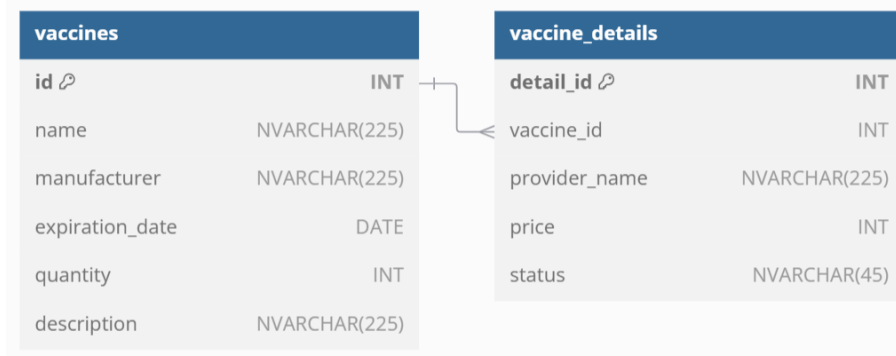 vaccines
id INT
name NVARCHAR(225)
manufacturer NVARCHAR(225)
expiration_date DATE
quantity INT
description NVARCHAR(225)
vaccine_details
detail_id INT
vaccine_id INT
provider_name NVARCHAR(225)
price INT
status NVARCHAR(45)